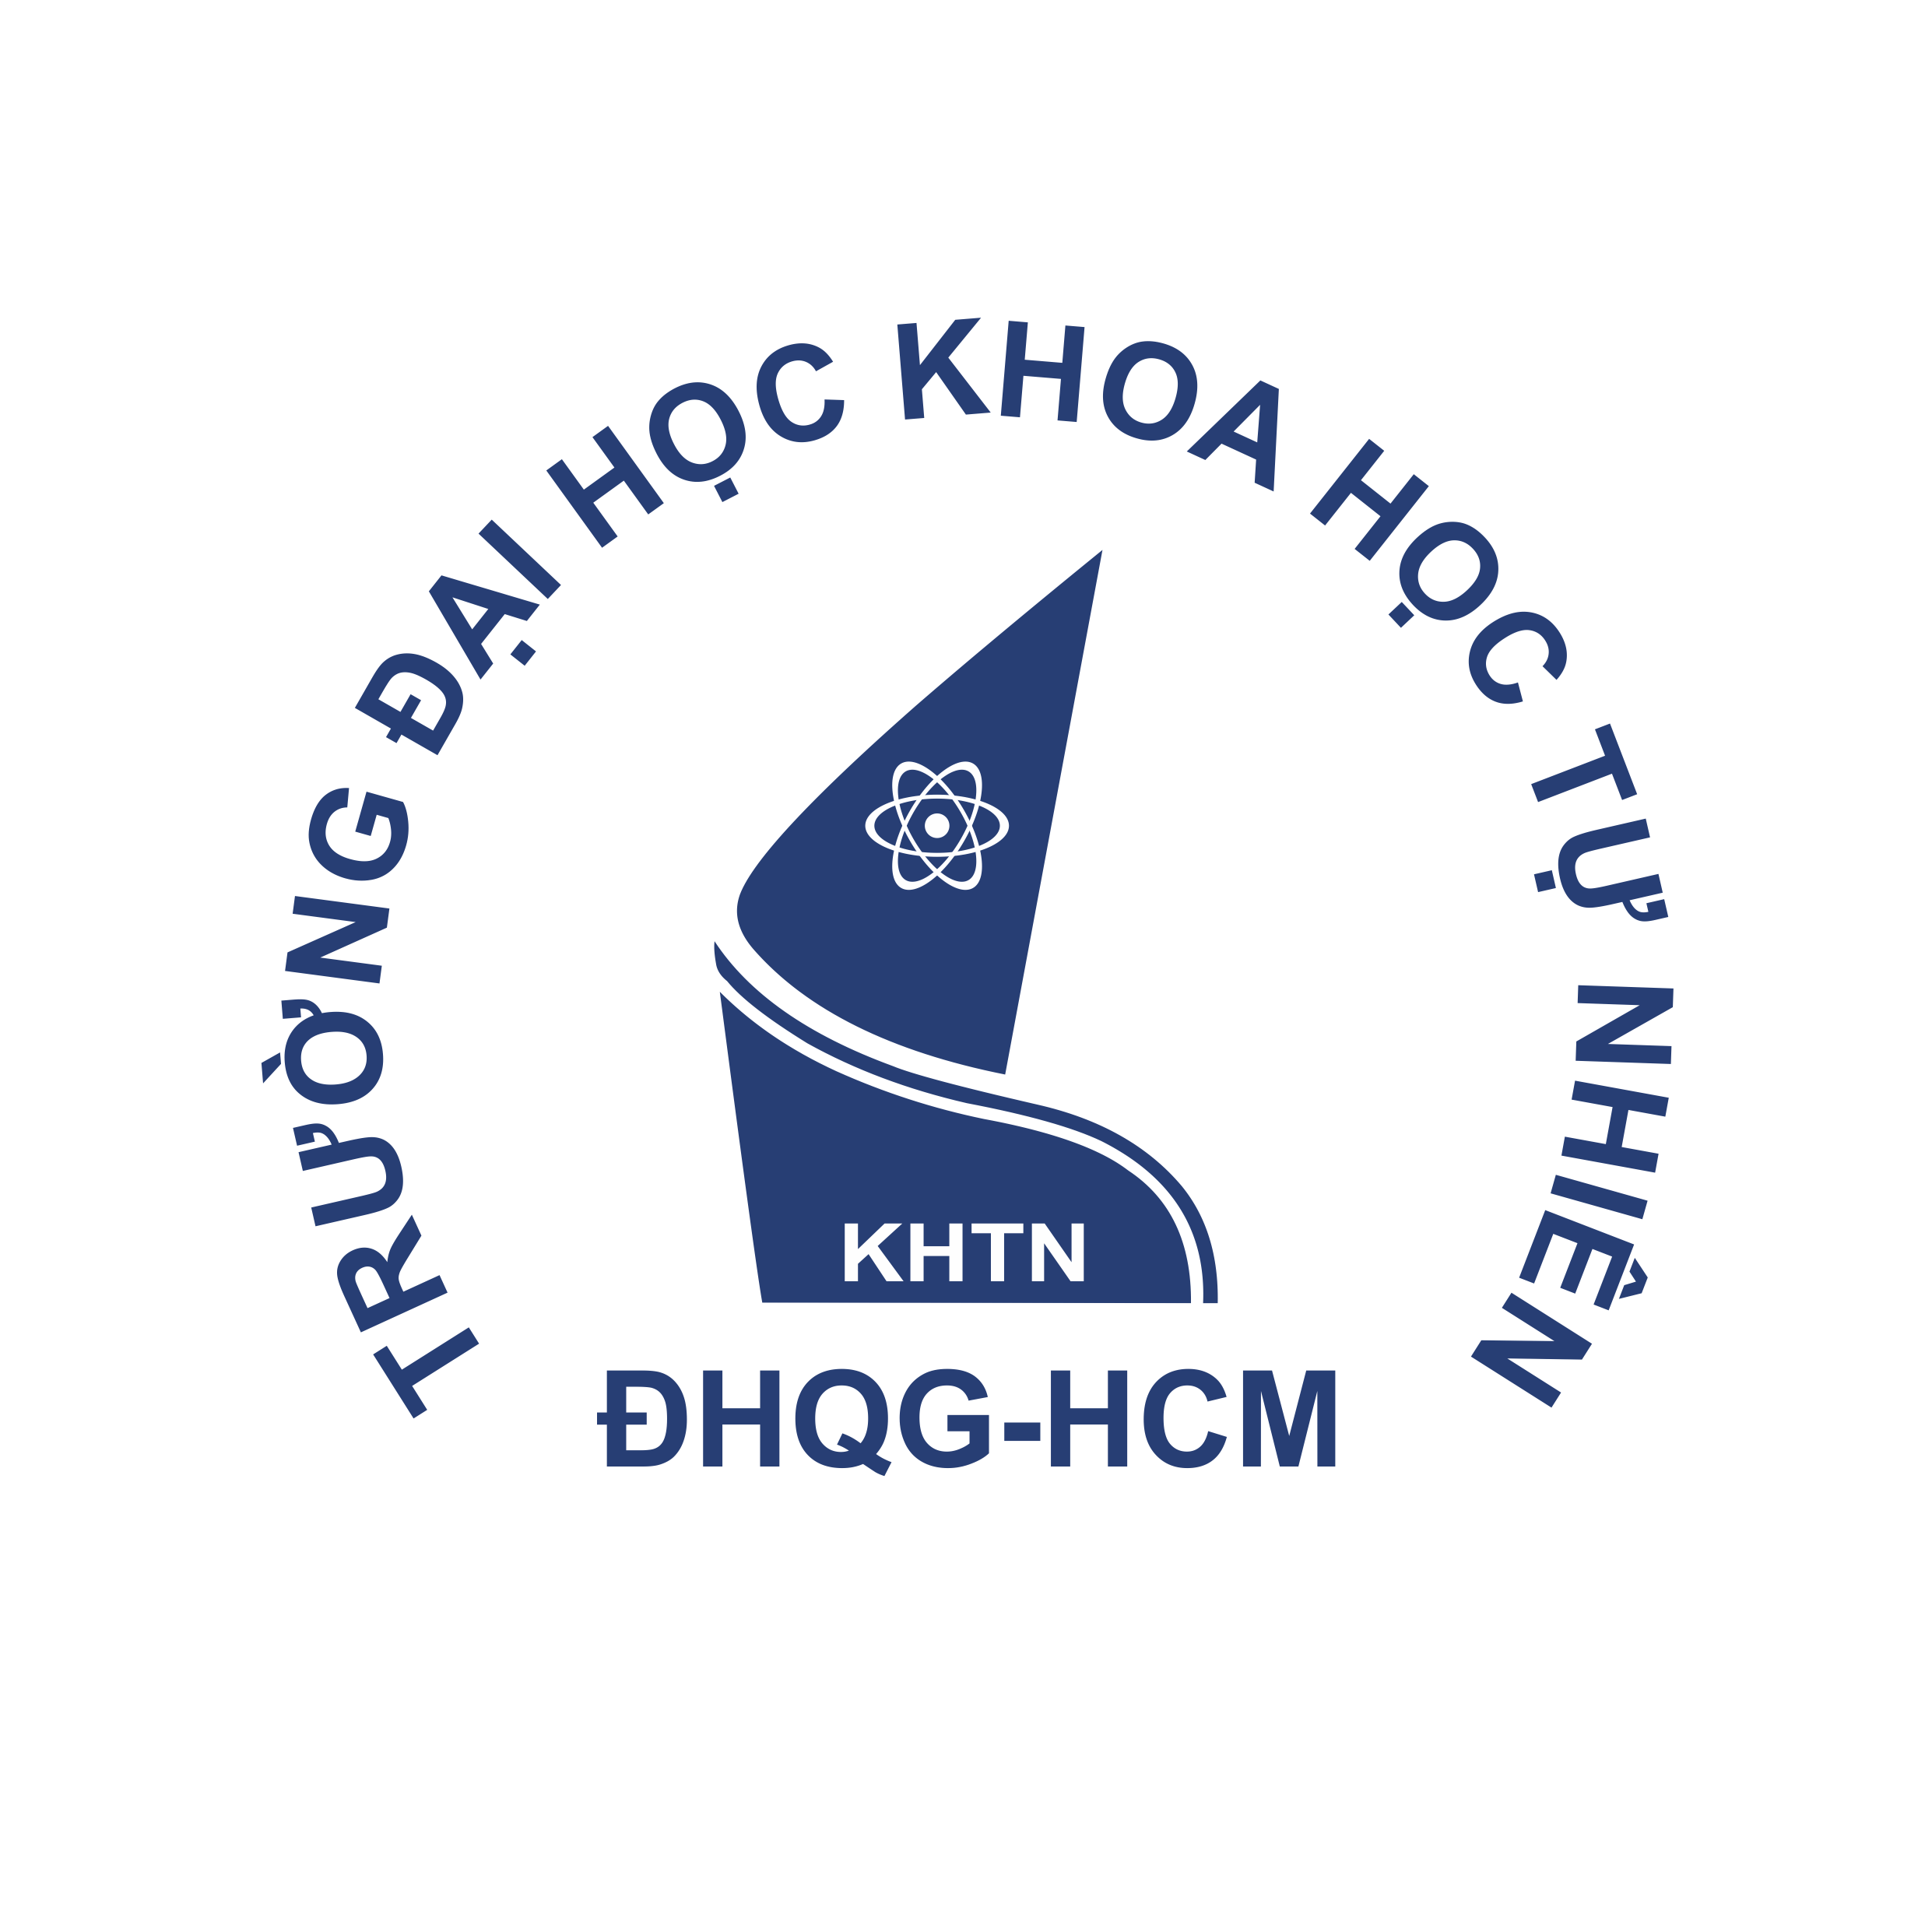 TRƯỜNG ĐẠI HỌC KHOA HỌC TỰ NHIÊN
KHTN
ĐHQG-HCM